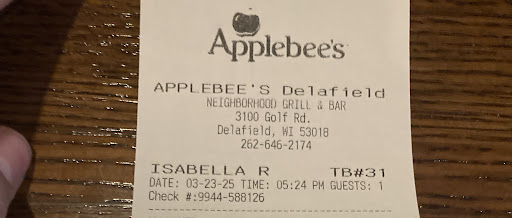 Applebee's
APPLEBEE'S Delafield
NEIGHBORHOOD GRILL & BAR
3100 Golf Rd.
Delafield, WI 53018
262-646-2174
ISABELLA R TB#31
DATE: 03-23-25 TIME: 05:24 PM GUESTS: 1
Check #:9944-588126